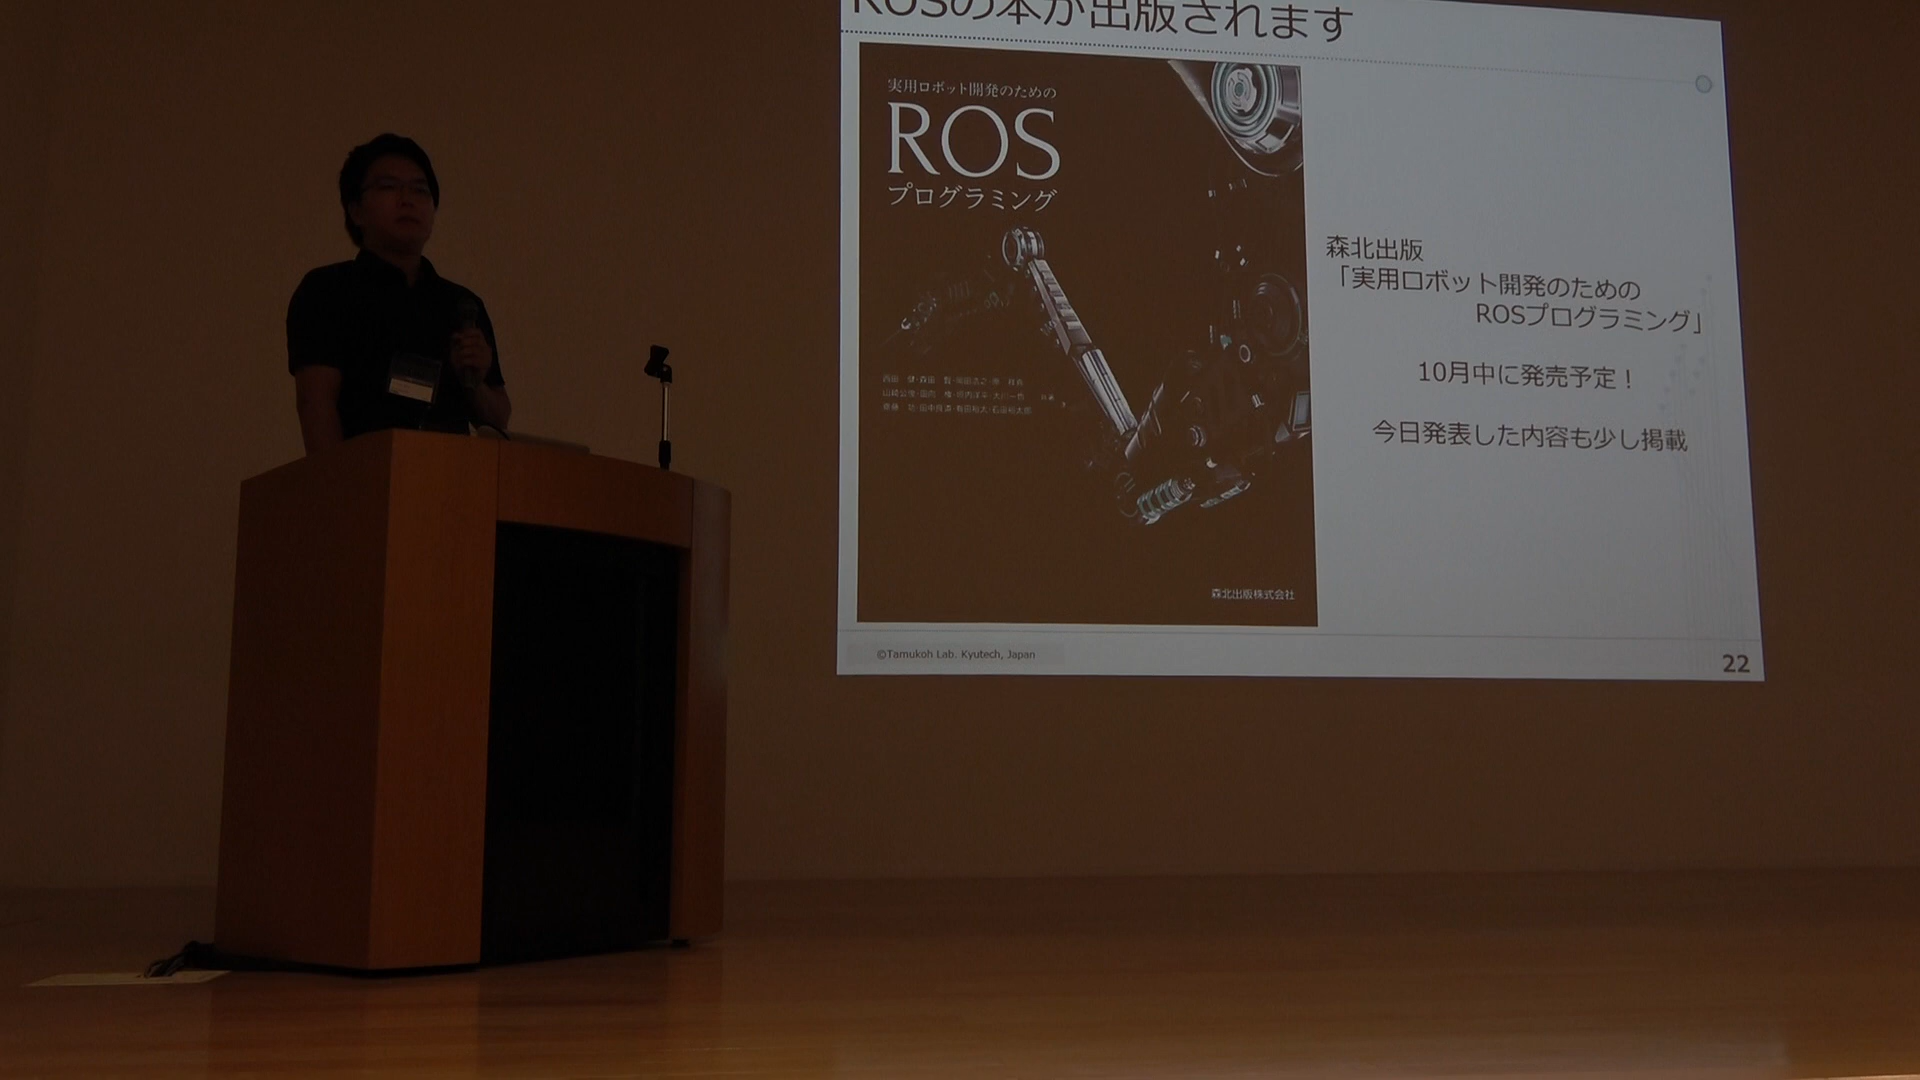 ROSの本が出版されます
実用ロボット開発のための
ROS
プログラミング
森北出版株式会社
森北出版
「実用ロボット開発のための
ROSプログラミング」
10月中に発売予定！
今日発表した内容も少し掲載
©Tamukoh Lab. Kyutech, Japan
22